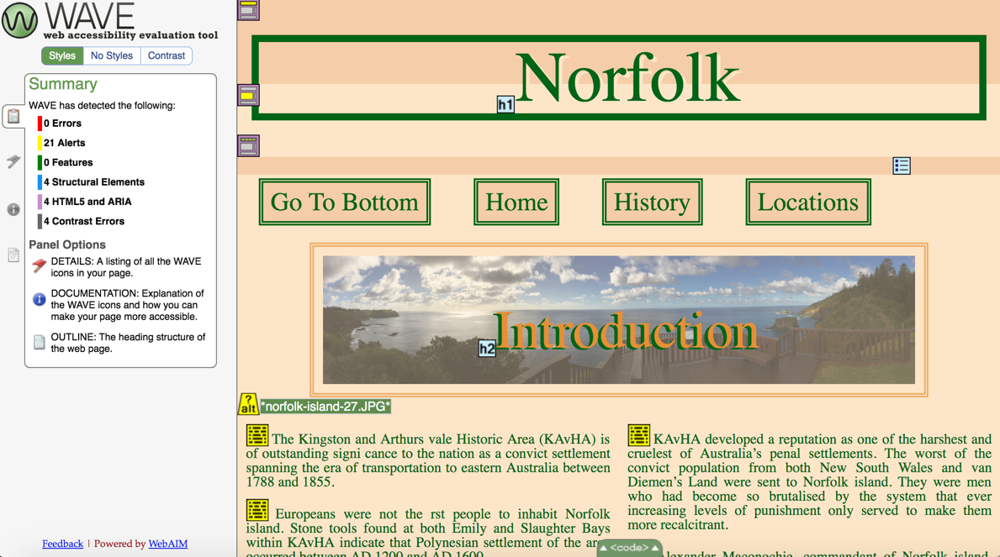 WAVE
web accessibility evaluation tool
Styles No Styles Contrast
Summary
WAVE has detected the following:
0 Errors
21 Alerts
0 Features
4 Structural Elements
4 HTML5 and ARIA
4 Contrast Errors
Panel Options
DETAILS: A listing of all the WAVE
icons in your page.
DOCUMENTATION: Explanation of
the WAVE icons and how you can
make your page more accessible.
OUTLINE: The heading structure of
the web page.
Feedback | Powered by WebAIM
h1 Norfolk
Go To Bottom Home History Locations
h2 Introduction
? alt *norfolk-island-27.JPG*
The Kingston and Arthurs vale Historic Area (KAvHA) is
of outstanding signi cance to the nation as a convict settlement
spanning the era of transportation to eastern Australia between
1788 and 1855.
Europeans were not the rst people to inhabit Norfolk
island. Stone tools found at both Emily and Slaughter Bays
within KAvHA indicate that Polynesian settlement of the
occurred between AD 1200 and AD 1600.
KAvHA developed a reputation as one of the harshest and
cruelest of Australia’s penal settlements. The worst of the
convict population from both New South Wales and van
Diemen’s Land were sent to Norfolk island. They were men
who had become so brutalised by the system that ever
increasing levels of punishment only served to make them
more recalcitrant.
Maconochie, commandant of Norfolk island,
<code>